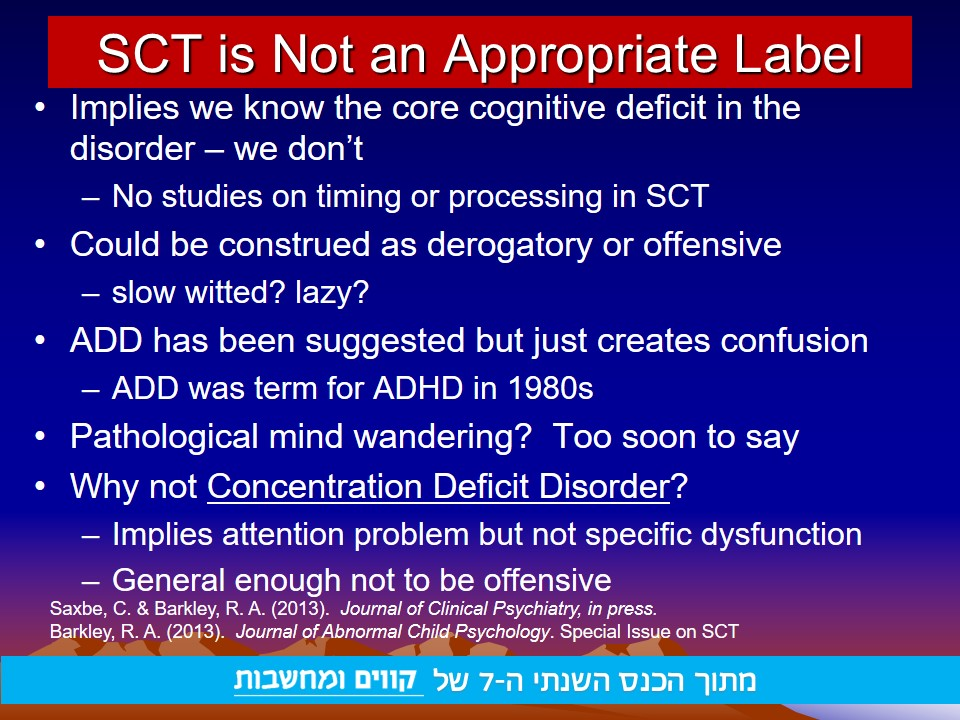 SCT is Not an Appropriate Label
• Implies we know the core cognitive deficit in the
disorder – we don't
– No studies on timing or processing in SCT
• Could be construed as derogatory or offensive
– slow witted? lazy?
• ADD has been suggested but just creates confusion
– ADD was term for ADHD in 1980s
• Pathological mind wandering? Too soon to say
• Why not Concentration Deficit Disorder?
– Implies attention problem but not specific dysfunction
– General enough not to be offensive
Saxbe, C. & Barkley, R. A. (2013). Journal of Clinical Psychiatry, in press.
Barkley, R. A. (2013). Journal of Abnormal Child Psychology. Special Issue on SCT
מתוך הכנס השנתי ה-7 של קווים ומחשבות